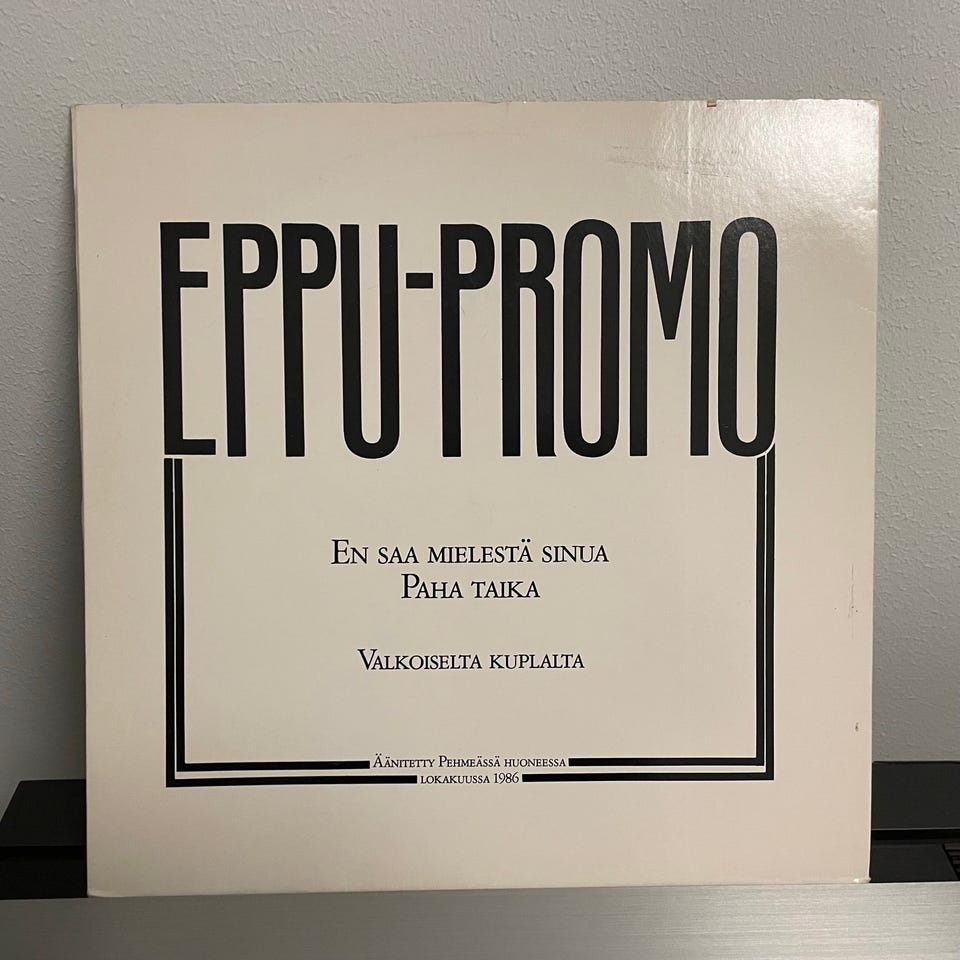 EPPU-PROMO
EN SAA MIELESTÄ SINUA
PAHA TAIKA
VALKOISELTA KUPLALTA
ÄÄNITETTY PEHMEÄSSÄ HUONEESSA
LOKAKUUSSA 1986